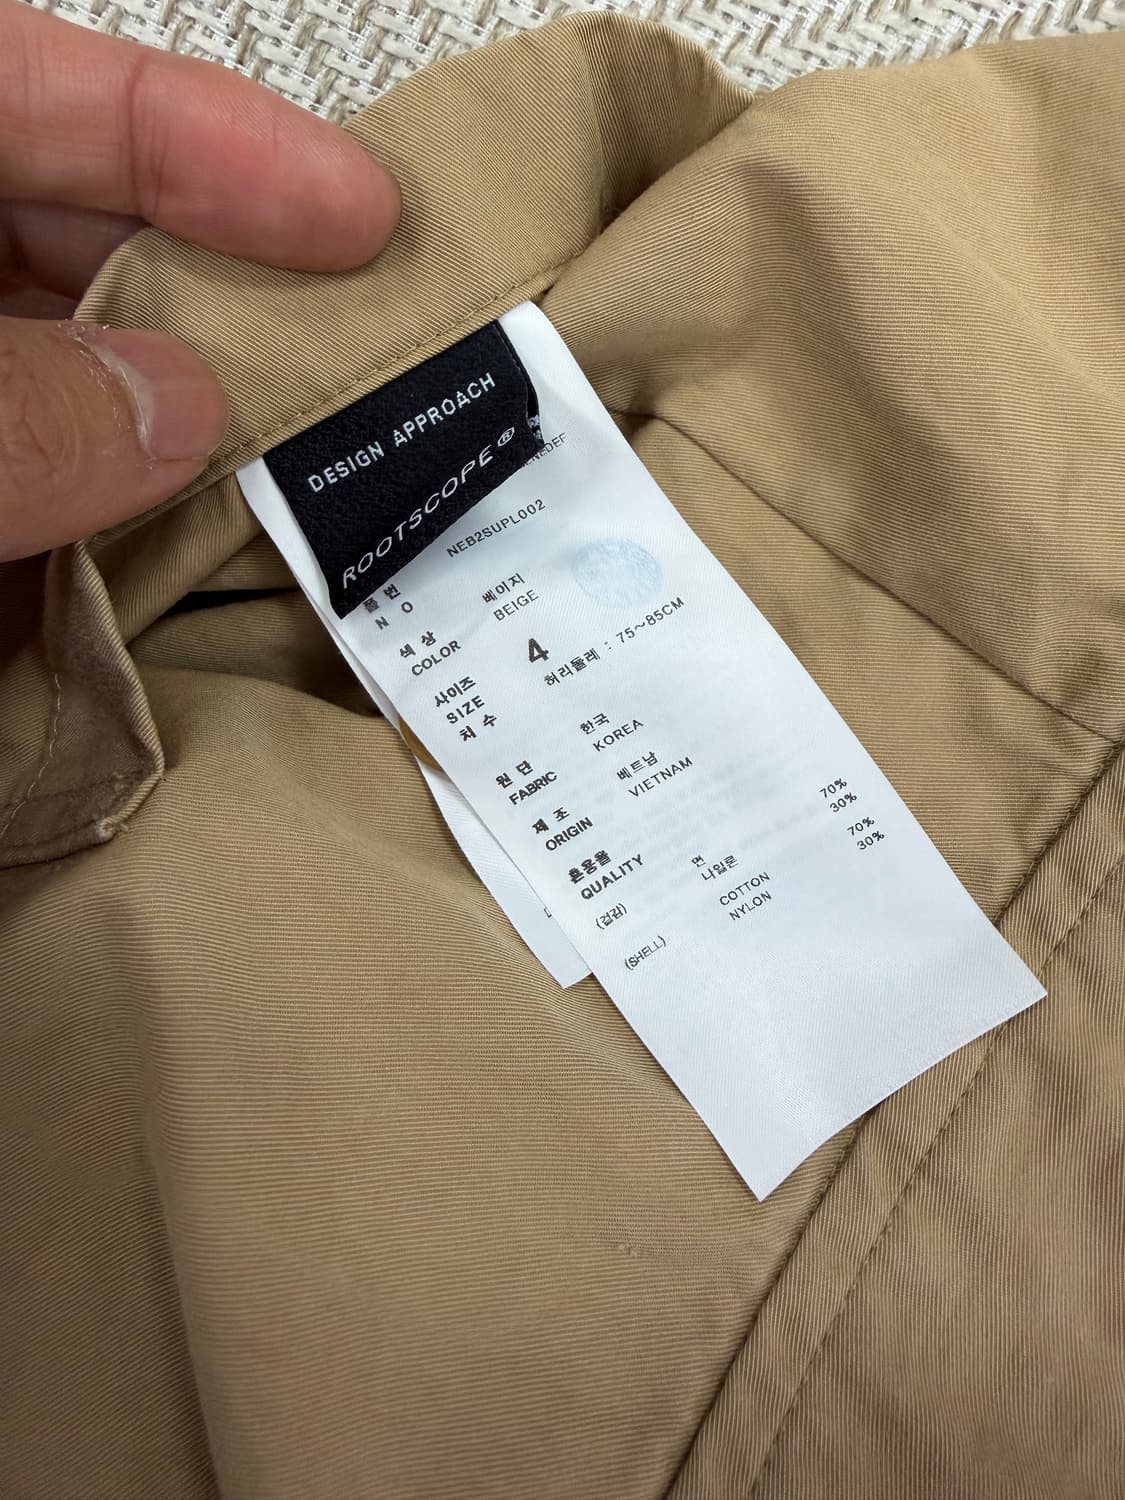 DESIGN APPROACH
ROOTSCOPE®
품번 NEB2SUPL002
N O
색상 베이지
COLOR BEIGE
사이즈 4
SIZE
치수 허리둘레 : 75~85CM
원단 한국
FABRIC KOREA
제조 베트남
ORIGIN VIETNAM
혼용율
QUALITY
(겉감) 면 70%
나일론 30%
(SHELL) COTTON 70%
NYLON 30%